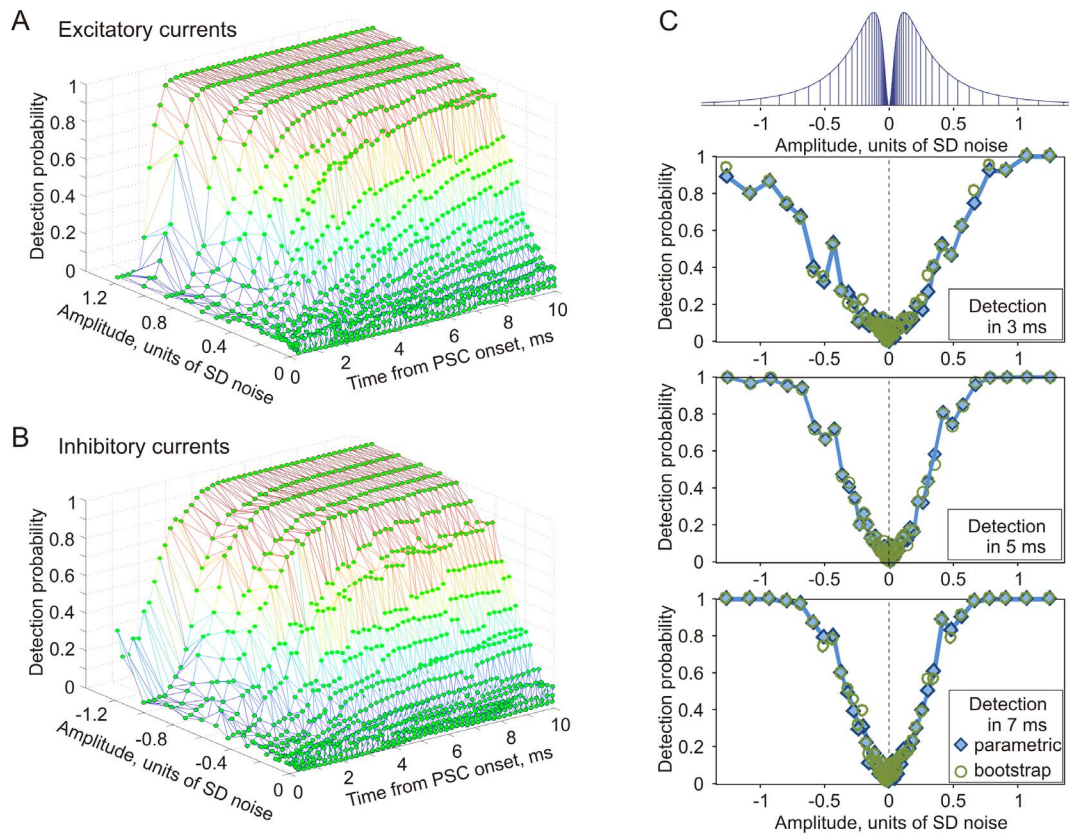 A
Excitatory currents
Detection probability
1
0.8
0.6
0.4
0.2
0
1.2
0.8
0.4
0
Amplitude, units of SD noise
0
2
4
6
8
10
Time from PSC onset, ms
B
Inhibitory currents
Detection probability
1
0.8
0.6
0.4
0.2
0
-1.2
-0.8
-0.4
0
Amplitude, units of SD noise
0
2
4
6
8
10
Time from PSC onset, ms
C
-1 -0.5 0 0.5 1
Amplitude, units of SD noise
Detection probability
1
0.8
0.6
0.4
0.2
0
Detection
in 3 ms
-1 -0.5 0 0.5 1
Detection probability
1
0.8
0.6
0.4
0.2
0
Detection
in 5 ms
-1 -0.5 0 0.5 1
Detection probability
1
0.8
0.6
0.4
0.2
0
Detection
in 7 ms
parametric
bootstrap
-1 -0.5 0 0.5 1
Amplitude, units of SD noise